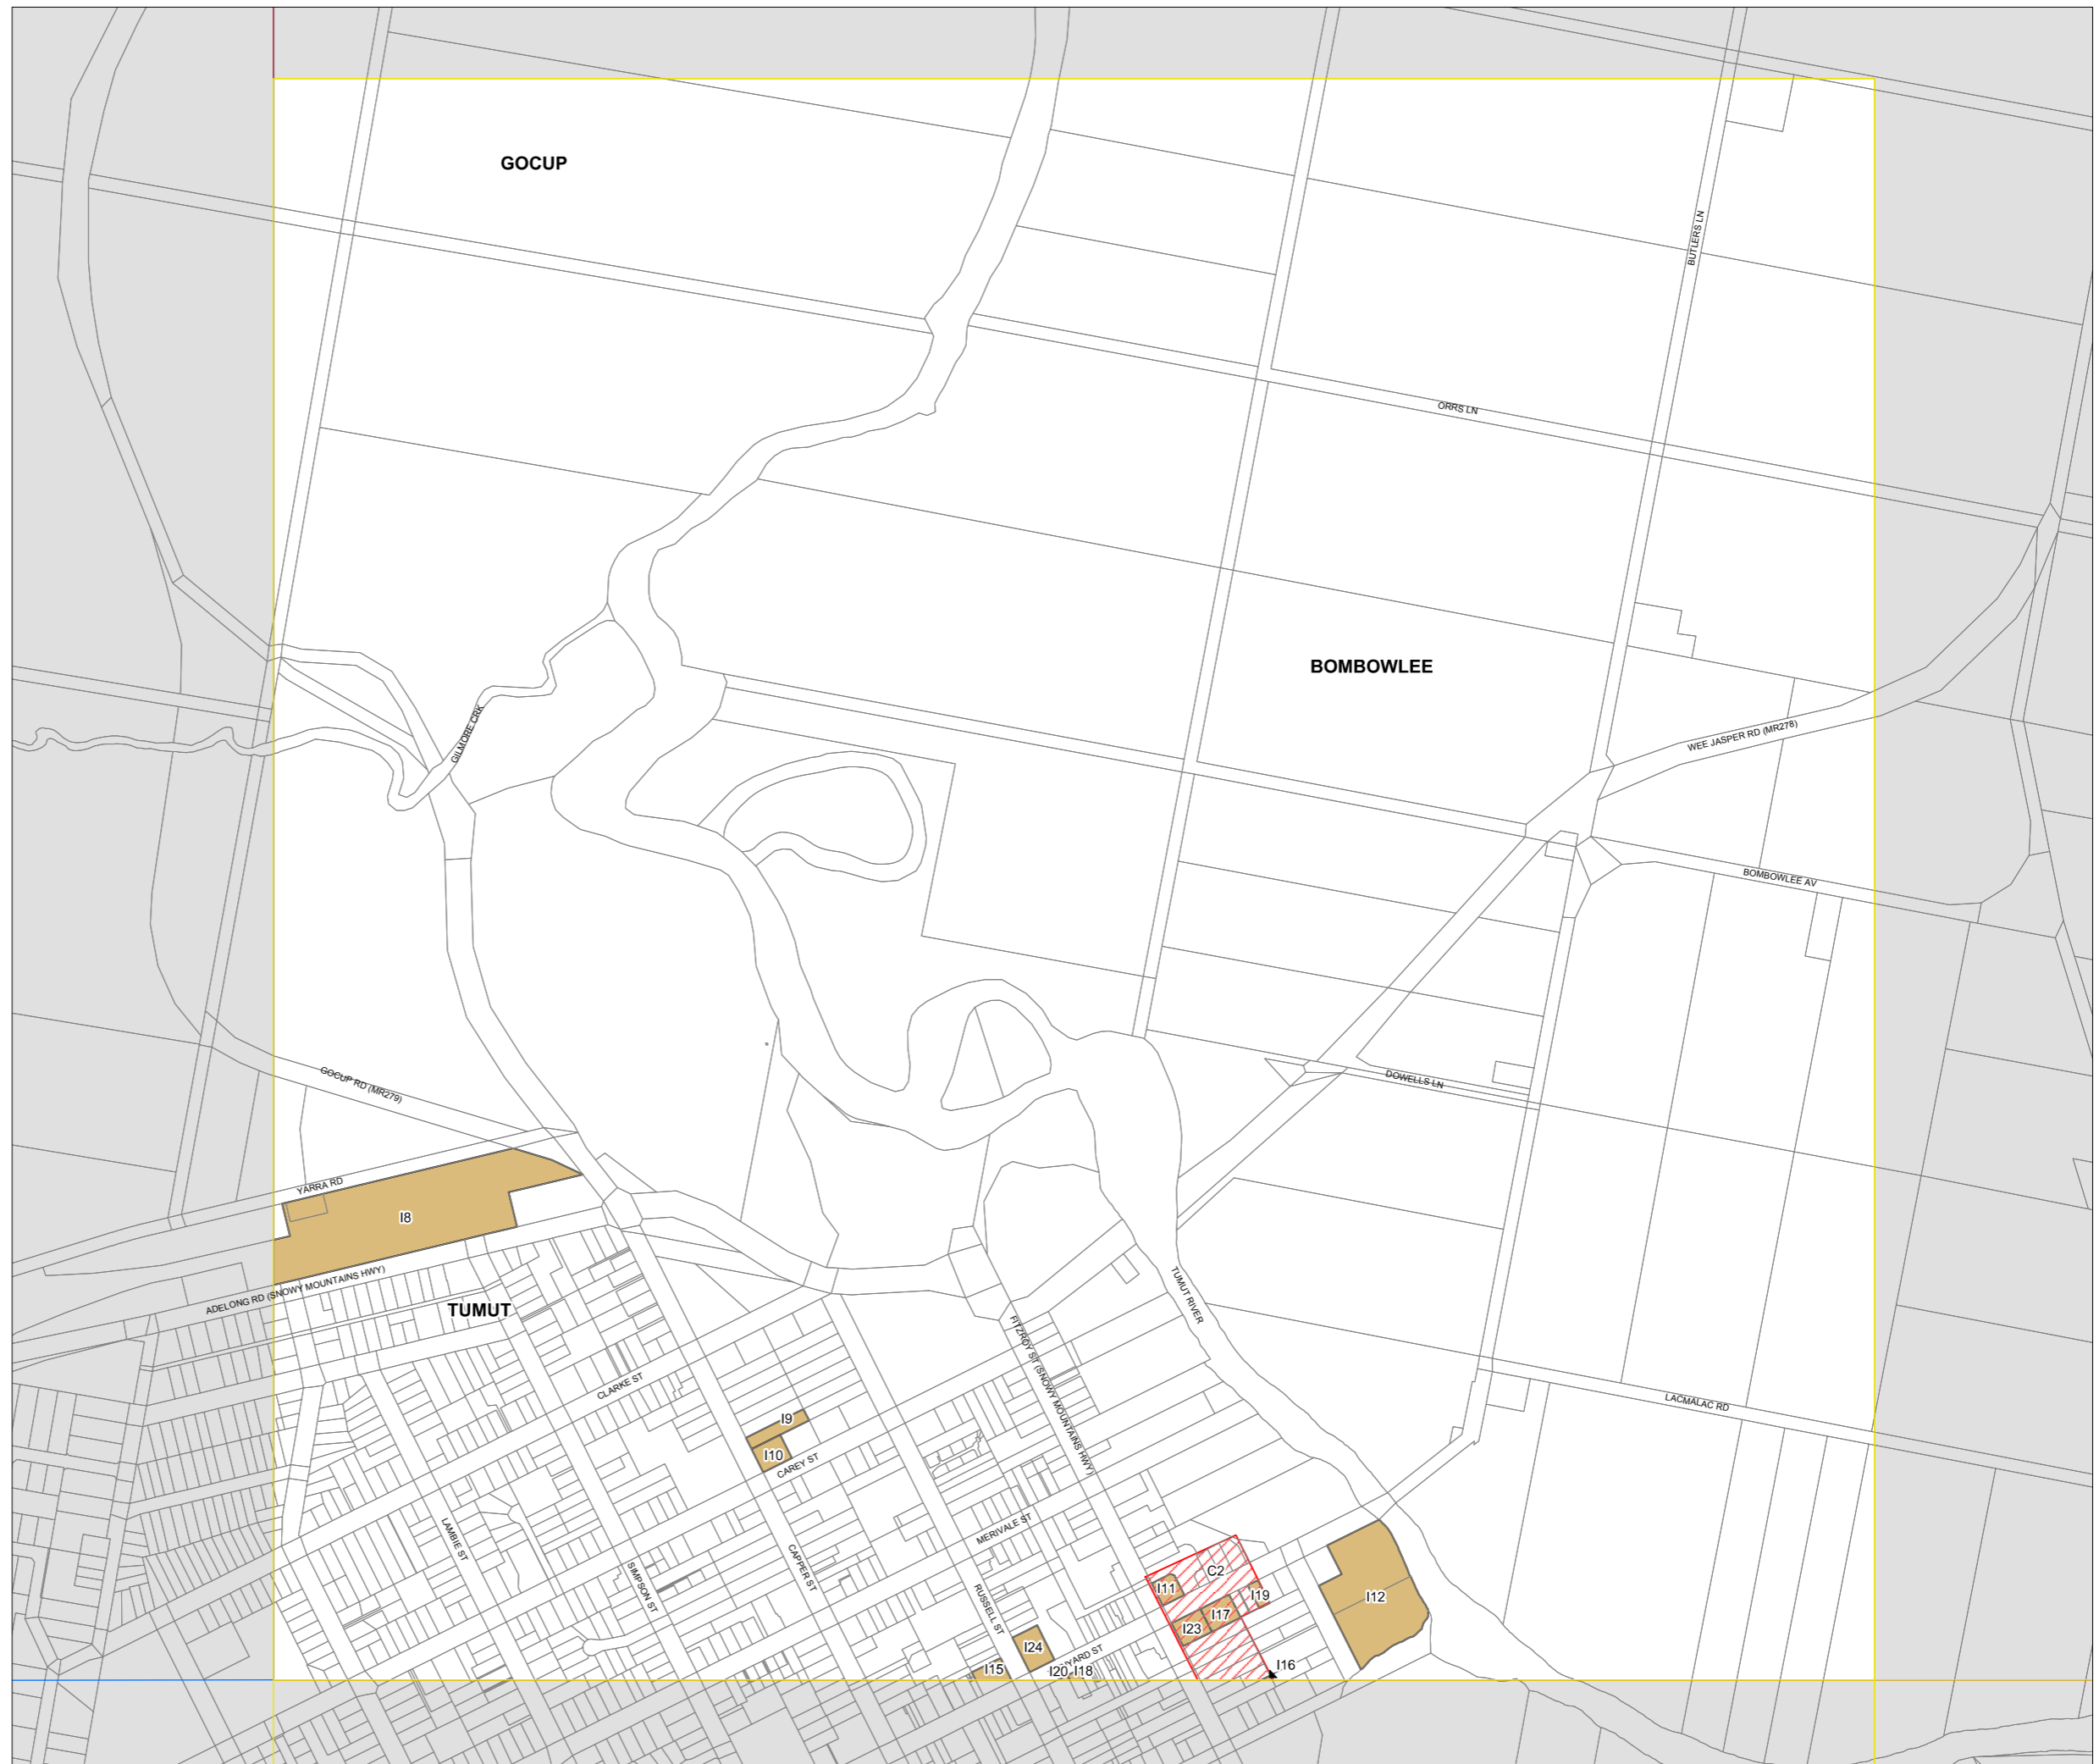 GOCUP
BUTLERS LN
ORRS LN
BOMBOWLEE
GILMORE CRK
WEE JASPER RD (MR278)
BOMBOWLEE AV
GOCUP RD (MR279)
DOWELLS LN
YARRA RD
I8
ADELONG RD (SNOWY MOUNTAINS HWY)
TUMUT
TUMUT RIVER
FITZROY ST (SNOWY MOUNTAINS HWY)
CLARKE ST
LACMALAC RD
I9
I10
CAREY ST
MERIVALE ST
LAMBIE ST
SIMPSON ST
CAPPER ST
RUSSELL ST
C2
I11
I19
I12
I17
I23
I24
I15
I20
I18
I16